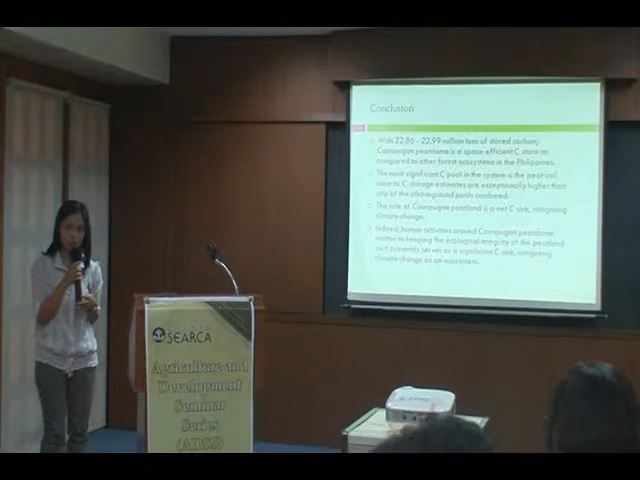 Conclusion
With 22.86 - 22.99 million tons of stored carbon,
Caimpugan peatdome is a space efficient C store as
compared to other forest ecosystems in the Philippines.
The most significant C pool in the system is the peat soil
since its C storage estimates are exceptionally higher than
any of the aboveground pools combined.
The role of Caimpugan peatland is a net C sink, mitigating
climate change.
Indeed, human activities around Caimpugan peatdome
matter in keeping the ecological integrity of the peatland
as it presently serves as a significant C sink, mitigating
climate change as an ecosystem.
SEARCA
Agriculture and
Development
Seminar
Series
(ADSS)